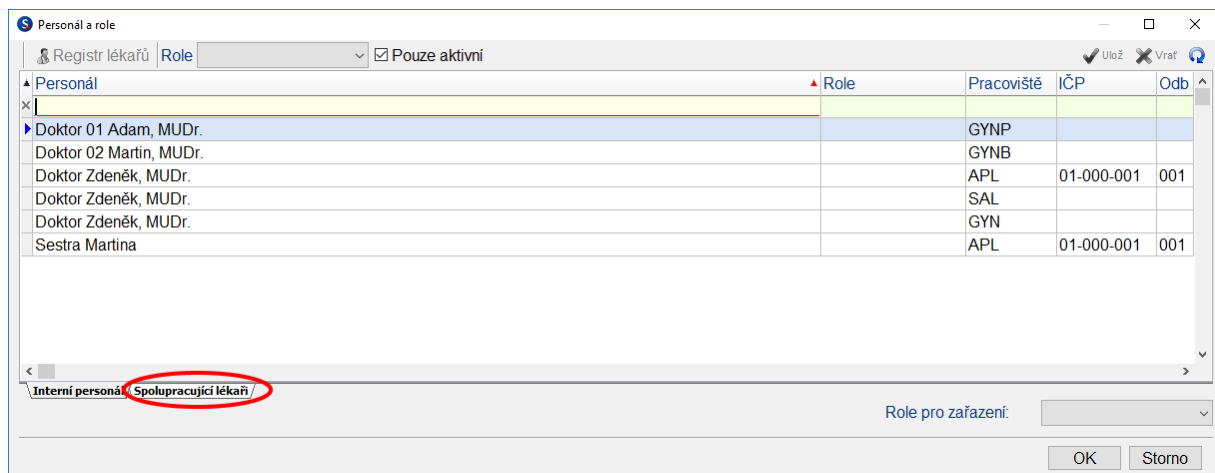 S Personál a role
Registr lékařů Role Pouze aktivní Ulož Vrať
Personál Role Pracoviště IČP Odb
Doktor 01 Adam, MUDr. GYNP
Doktor 02 Martin, MUDr. GYNB
Doktor Zdeněk, MUDr. APL 01-000-001 001
Doktor Zdeněk, MUDr. SAL
Doktor Zdeněk, MUDr. GYN
Sestra Martina APL 01-000-001 001
Interní personál Spolupracující lékaři
Role pro zařazení:
OK Storno